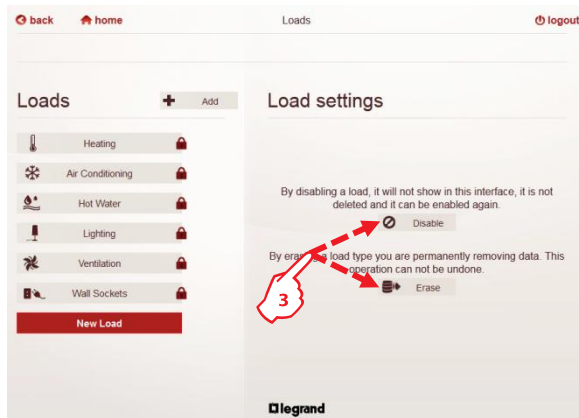 back home Loads logout
Loads
Add
Heating
Air Conditioning
Hot Water
Lighting
Ventilation
Wall Sockets
New Load
Load settings
By disabling a load, it will not show in this interface, it is not
deleted and it can be enabled again.
Disable
By a load type you are permanently removing data. This
operation can not be undone.
Erase
3
legrand